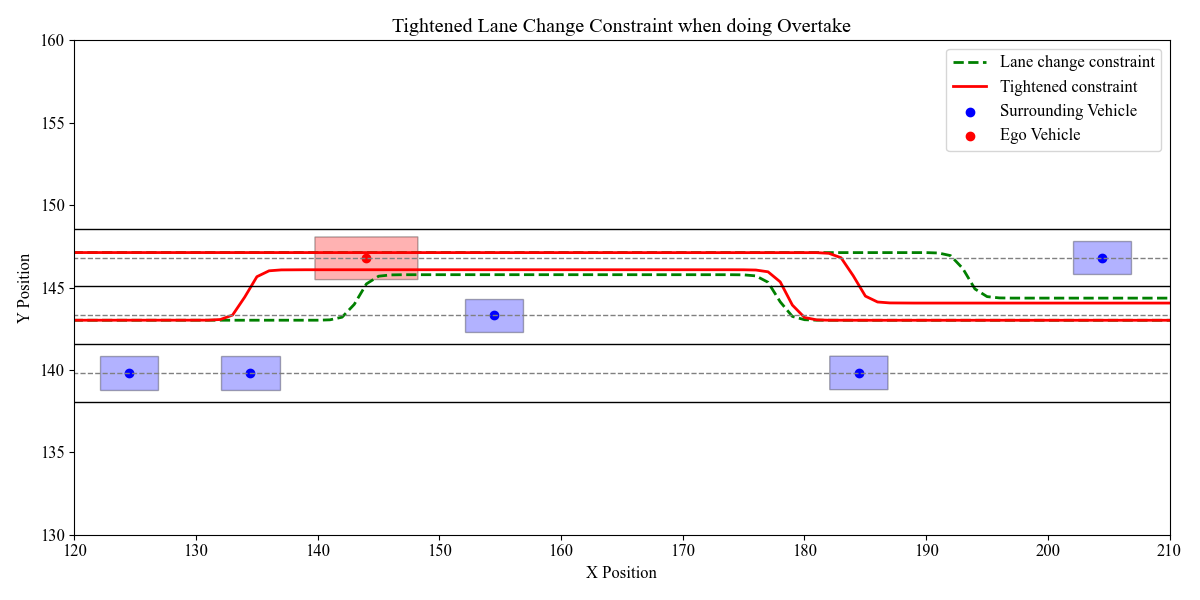 Tightened Lane Change Constraint when doing Overtake
160
155
150
145
140
135
130
Y Position
Lane change constraint
Tightened constraint
Surrounding Vehicle
Ego Vehicle
120 130 140 150 160 170 180 190 200 210
X Position